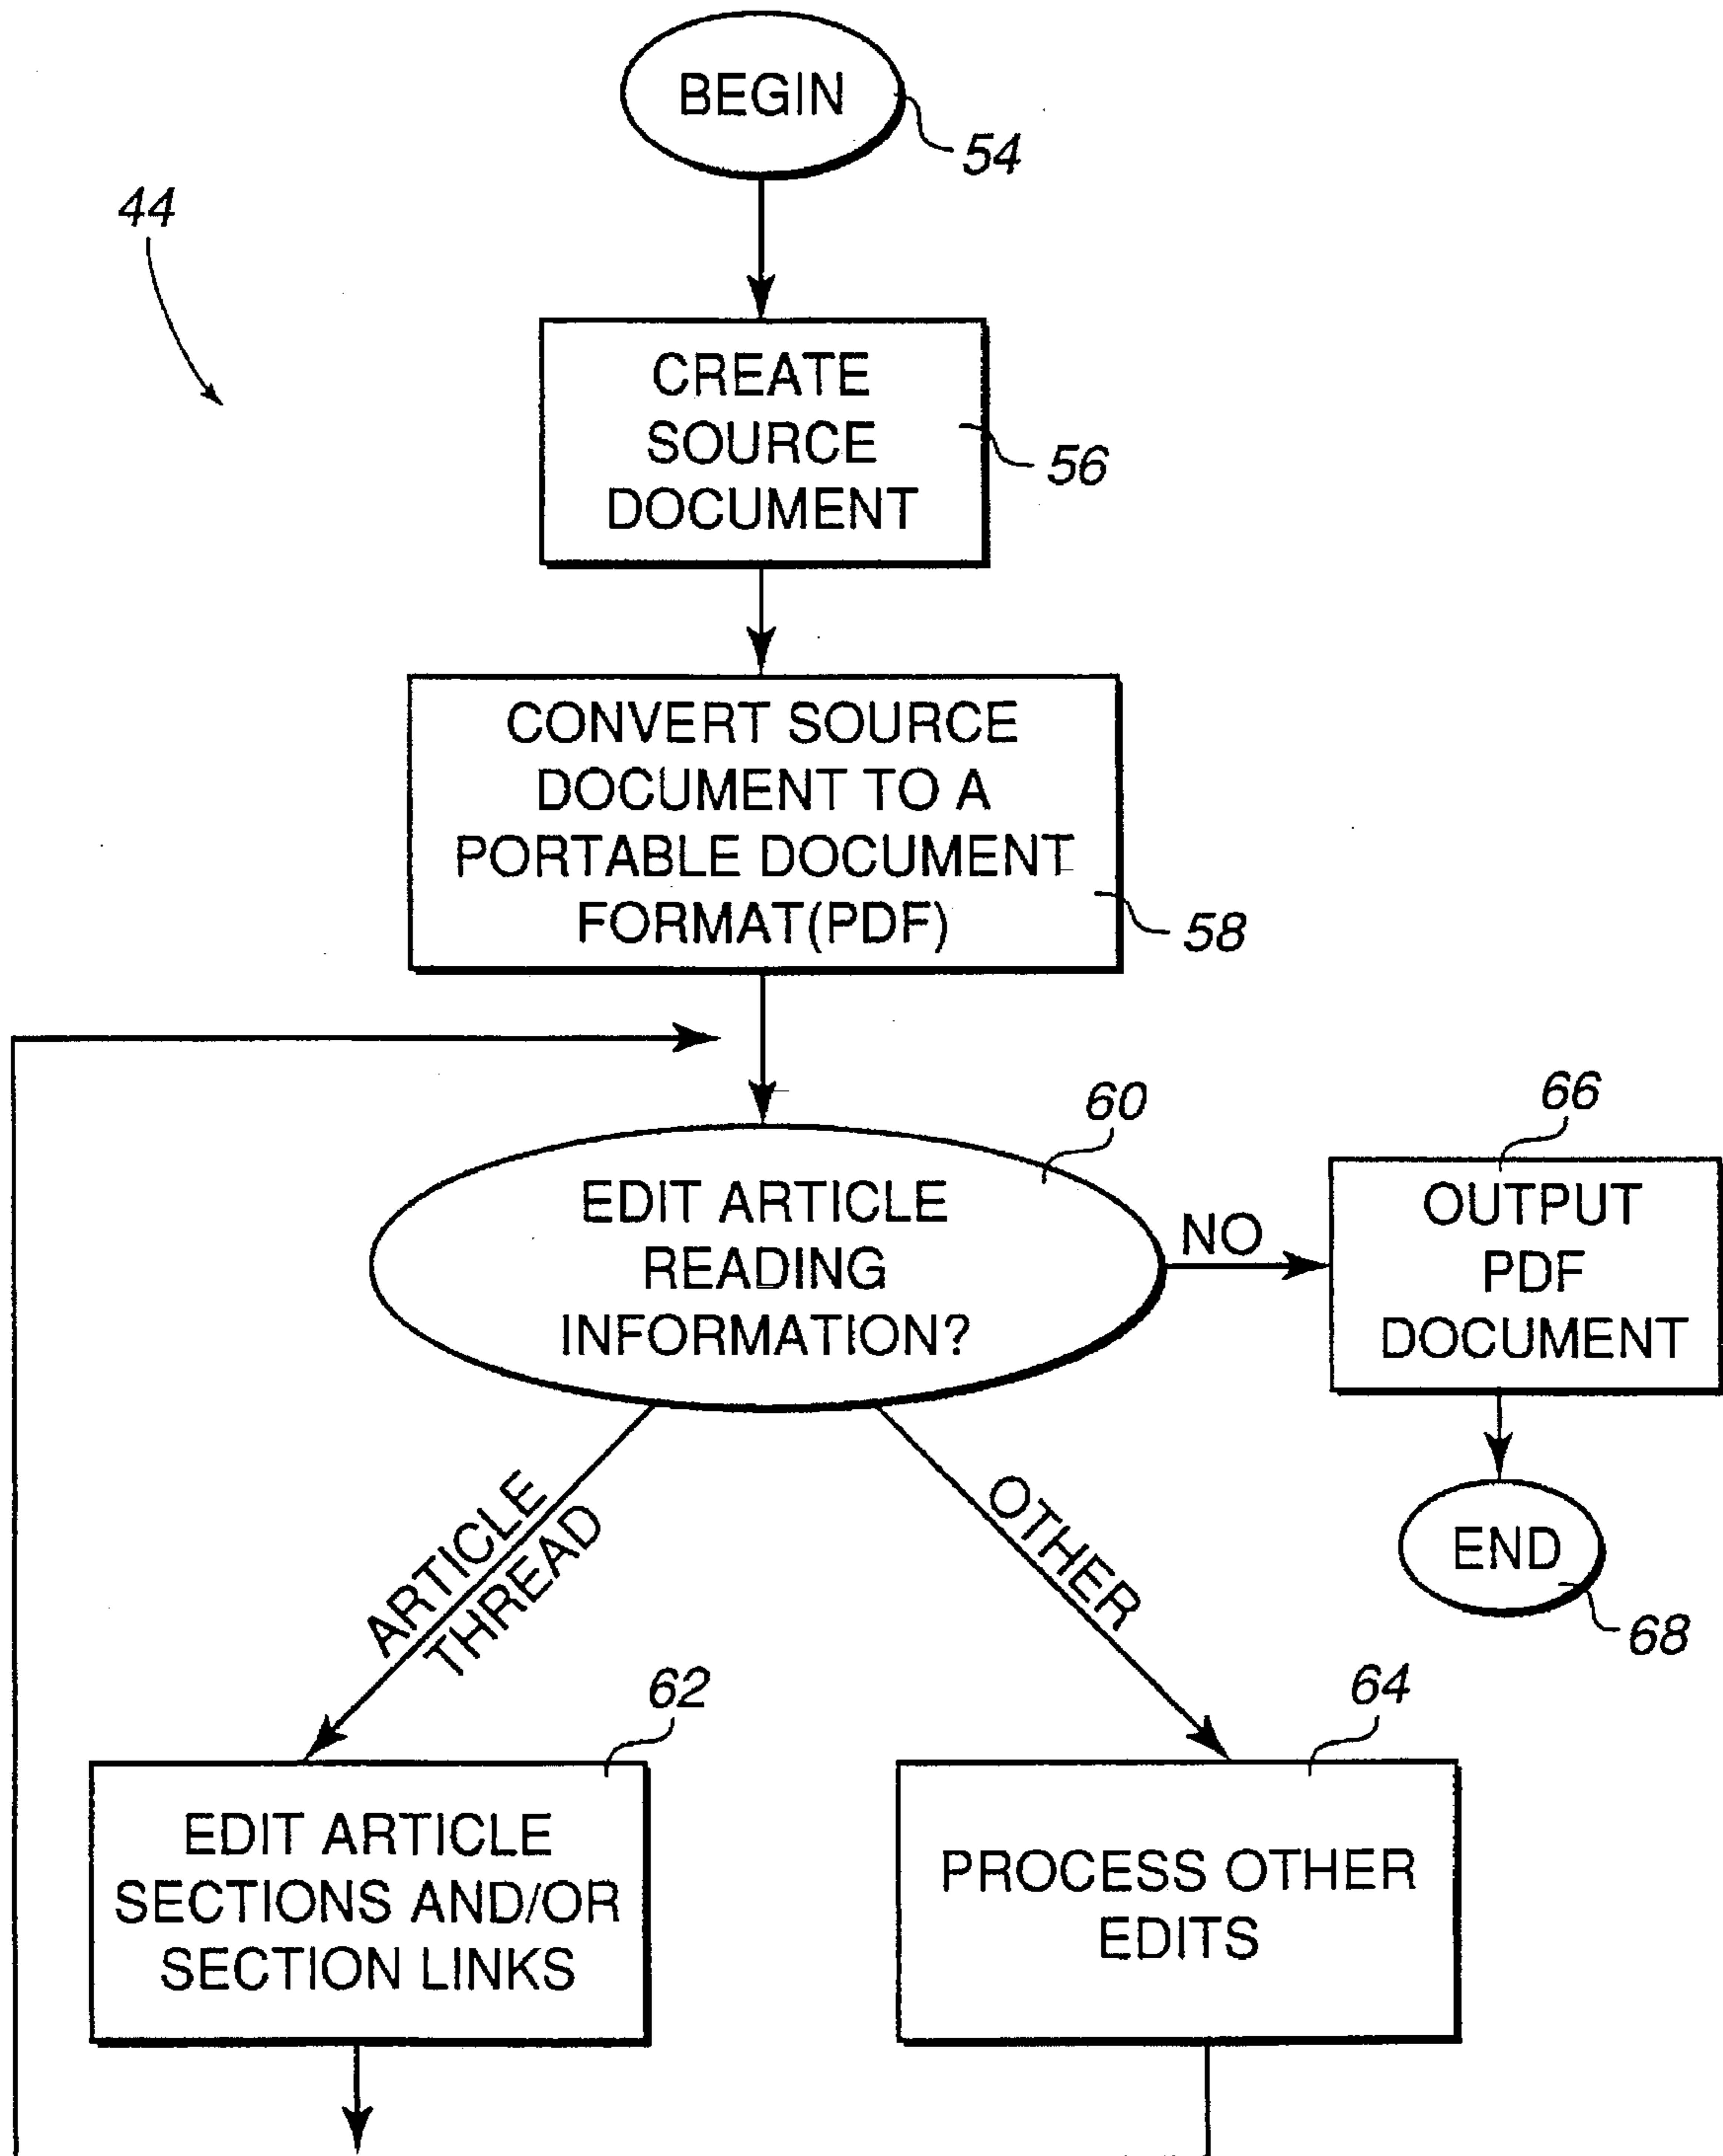 BEGIN
54
44
CREATE
SOURCE
DOCUMENT
56
CONVERT SOURCE
DOCUMENT TO A
PORTABLE DOCUMENT
FORMAT(PDF)
58
60
EDIT ARTICLE
READING
INFORMATION?
NO
66
OUTPUT
PDF
DOCUMENT
END
68
ARTICLE
THREAD
OTHER
62
EDIT ARTICLE
SECTIONS AND/OR
SECTION LINKS
64
PROCESS OTHER
EDITS